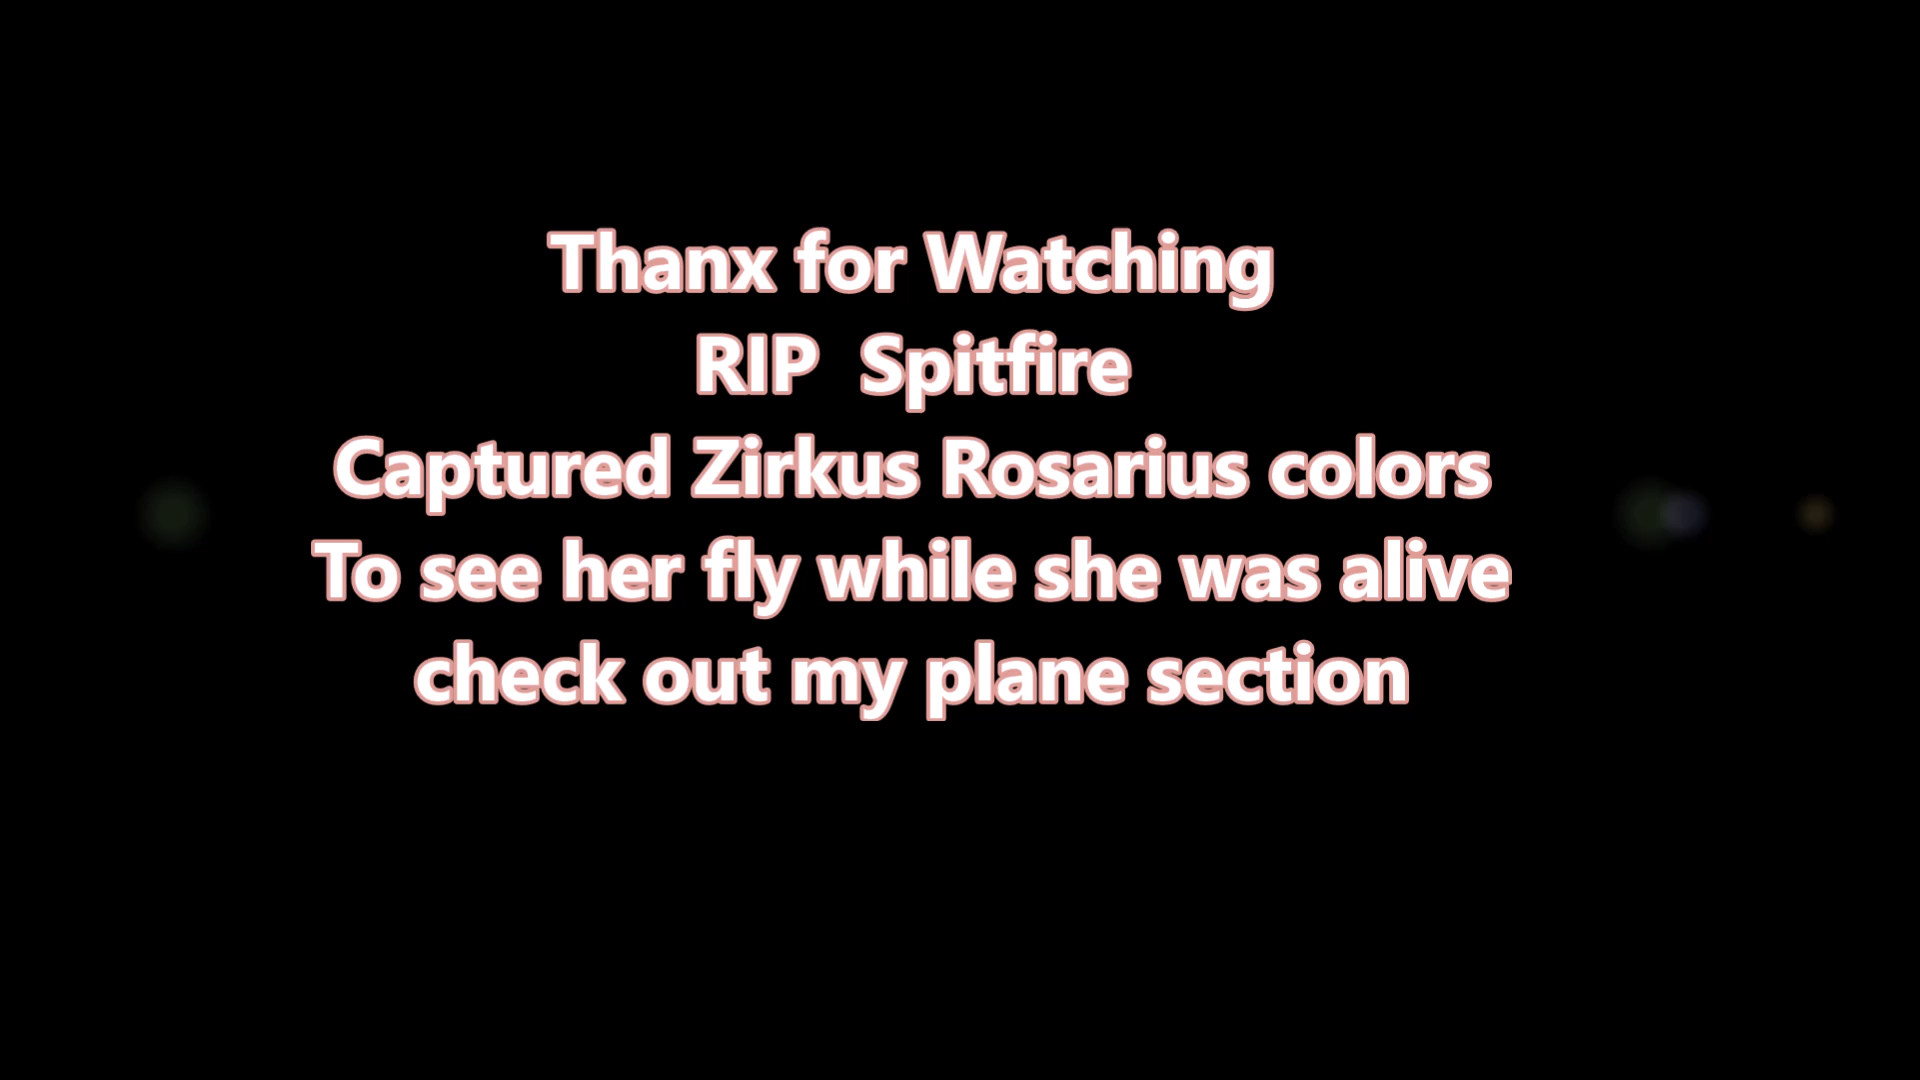 Thanx for Watching
RIP  Spitfire
Captured Zirkus Rosarius colors
To see her fly while she was alive
check out my plane section